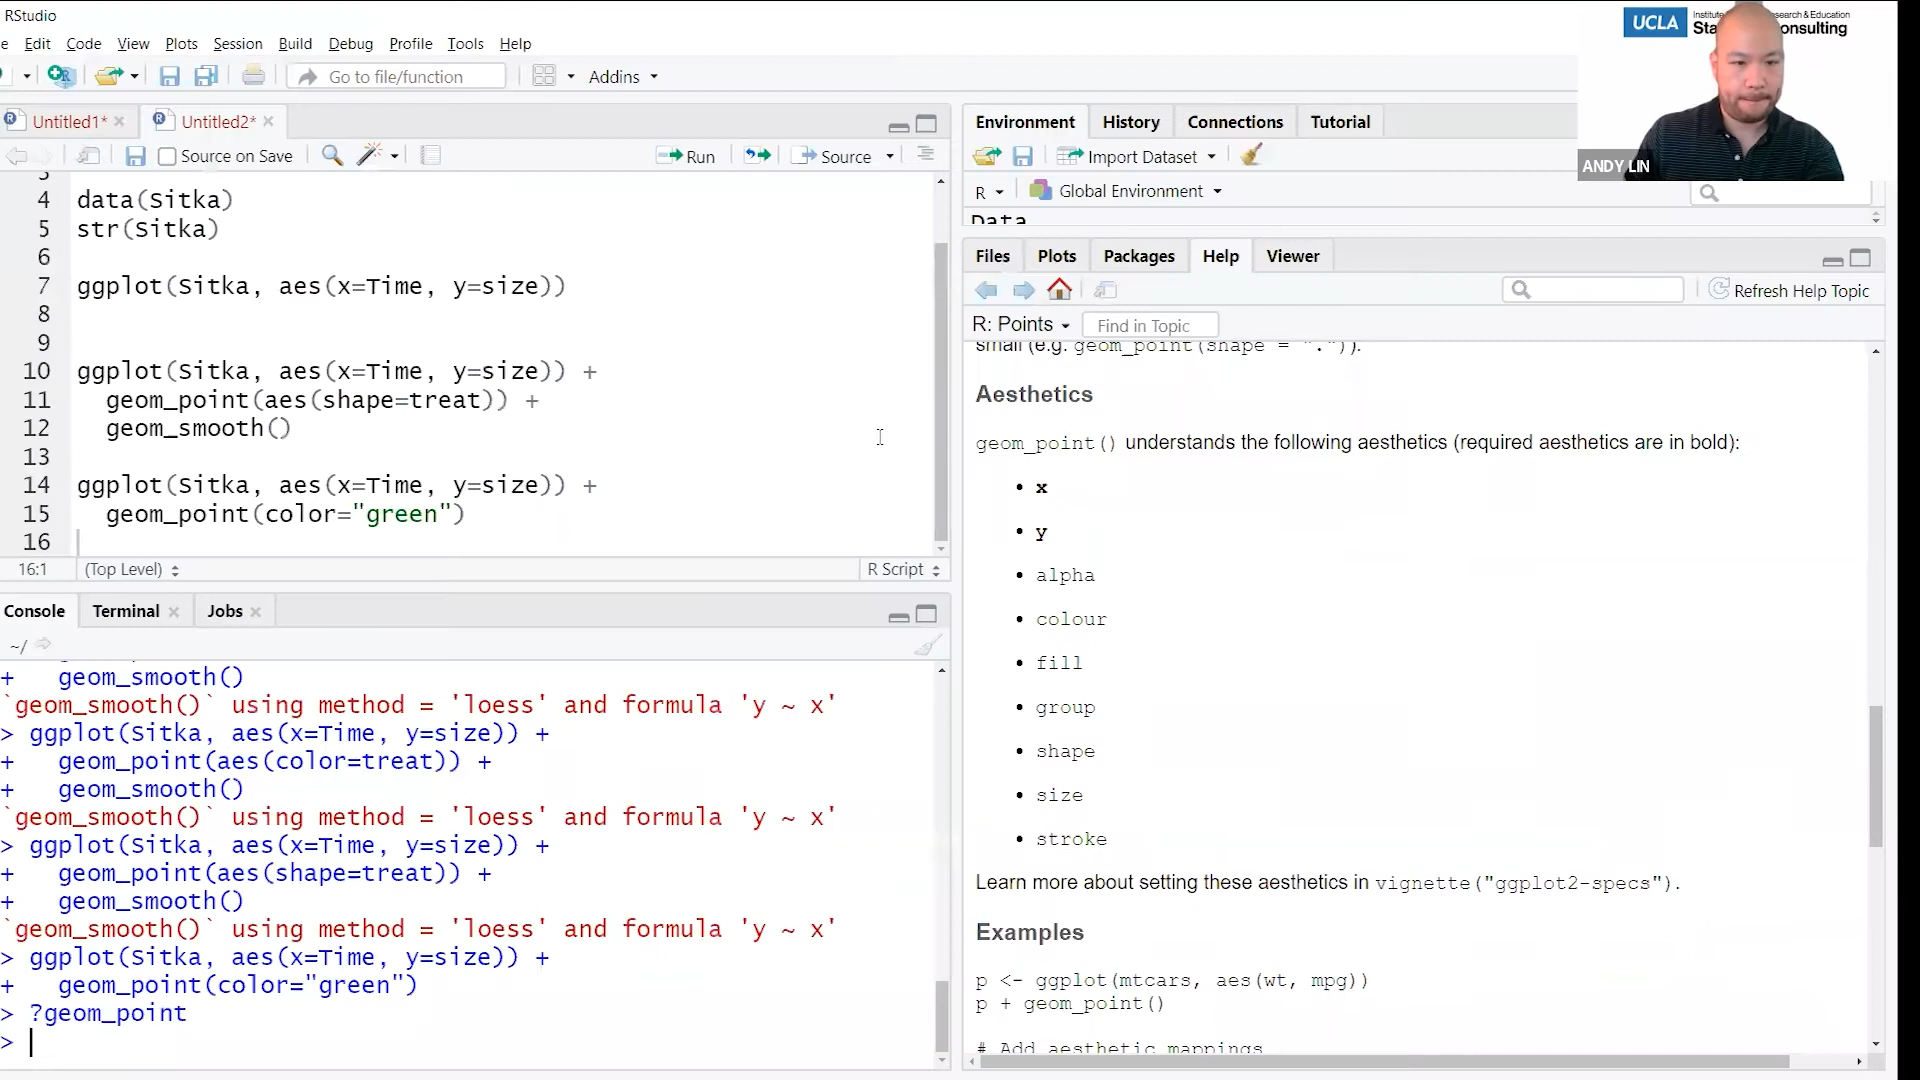 RStudio
e Edit Code View Plots Session Build Debug Profile Tools Help
Go to file/function Addins
Untitled1* Untitled2*
Source on Save Run Source
3
4 data(Sitka)
5 str(Sitka)
6
7 ggplot(Sitka, aes(x=Time, y=size))
8
9
10 ggplot(Sitka, aes(x=Time, y=size)) +
11 geom_point(aes(shape=treat)) +
12 geom_smooth()
13
14 ggplot(Sitka, aes(x=Time, y=size)) +
15 geom_point(color="green")
16
16:1 (Top Level) R Script
Console Terminal Jobs
~/
+ geom_smooth()
`geom_smooth()` using method = 'loess' and formula 'y ~ x'
> ggplot(Sitka, aes(x=Time, y=size)) +
+ geom_point(aes(color=treat)) +
+ geom_smooth()
`geom_smooth()` using method = 'loess' and formula 'y ~ x'
> ggplot(Sitka, aes(x=Time, y=size)) +
+ geom_point(aes(shape=treat)) +
+ geom_smooth()
`geom_smooth()` using method = 'loess' and formula 'y ~ x'
> ggplot(Sitka, aes(x=Time, y=size)) +
+ geom_point(color="green")
> ?geom_point
>
Environment History Connections Tutorial
Import Dataset
R Global Environment
Data
Files Plots Packages Help Viewer
Refresh Help Topic
R: Points Find in Topic
small (e.g. geom_point(shape = ".")).
Aesthetics
geom_point() understands the following aesthetics (required aesthetics are in bold):
• x
• y
• alpha
• colour
• fill
• group
• shape
• size
• stroke
Learn more about setting these aesthetics in vignette("ggplot2-specs").
Examples
p <- ggplot(mtcars, aes(wt, mpg))
p + geom_point()
# Add aesthetic mappings
UCLA
& Education
ANDY LIN